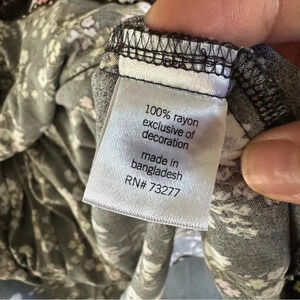 100% rayon
exclusive of
decoration
made in
bangladesh
RN# 73277